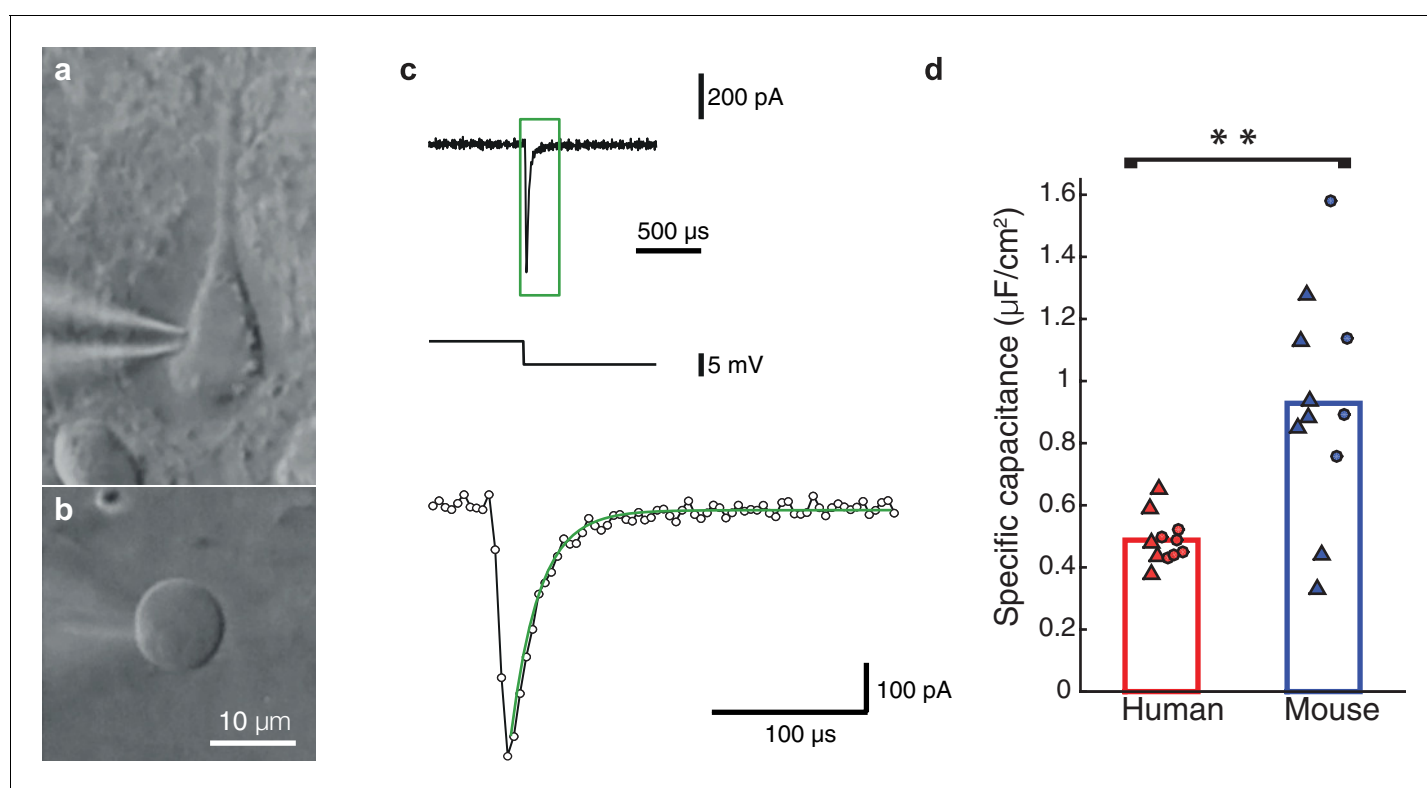 a
b
10 µm
c
200 pA
500 µs
5 mV
100 pA
100 µs
d
* *
Specific capacitance (µF/cm²)
1.6
1.4
1.2
1
0.8
0.6
0.4
0.2
0
Human
Mouse